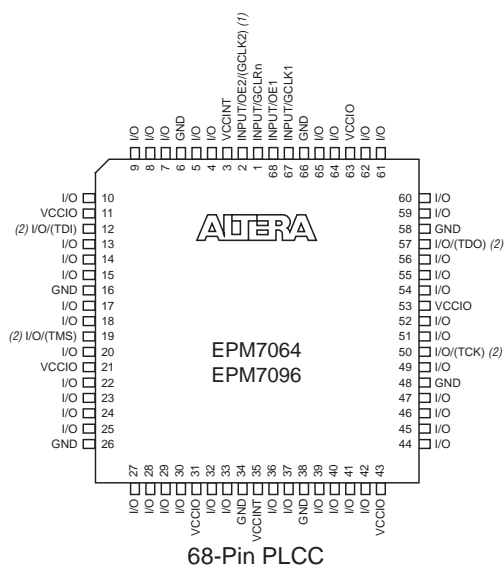 I/O I/O I/O GND I/O I/O VCCINT INPUT/OE2/(GCLK2) (1) INPUT/GCLRn INPUT/OE1 INPUT/GCLK1 GND I/O I/O VCCIO I/O I/O
9 8 7 6 5 4 3 2 1 68 67 66 65 64 63 62 61
I/O 10
VCCIO 11
(2) I/O/(TDI) 12
I/O 13
I/O 14
I/O 15
GND 16
I/O 17
I/O 18
(2) I/O/(TMS) 19
I/O 20
VCCIO 21
I/O 22
I/O 23
I/O 24
I/O 25
GND 26
ALTERA
EPM7064
EPM7096
60 I/O
59 I/O
58 GND
57 I/O/(TDO) (2)
56 I/O
55 I/O
54 I/O
53 VCCIO
52 I/O
51 I/O
50 I/O/(TCK) (2)
49 I/O
48 GND
47 I/O
46 I/O
45 I/O
44 I/O
27 28 29 30 31 32 33 34 35 36 37 38 39 40 41 42 43
I/O I/O I/O I/O VCCIO I/O I/O GND VCCINT I/O I/O GND I/O I/O I/O I/O VCCIO
68-Pin PLCC